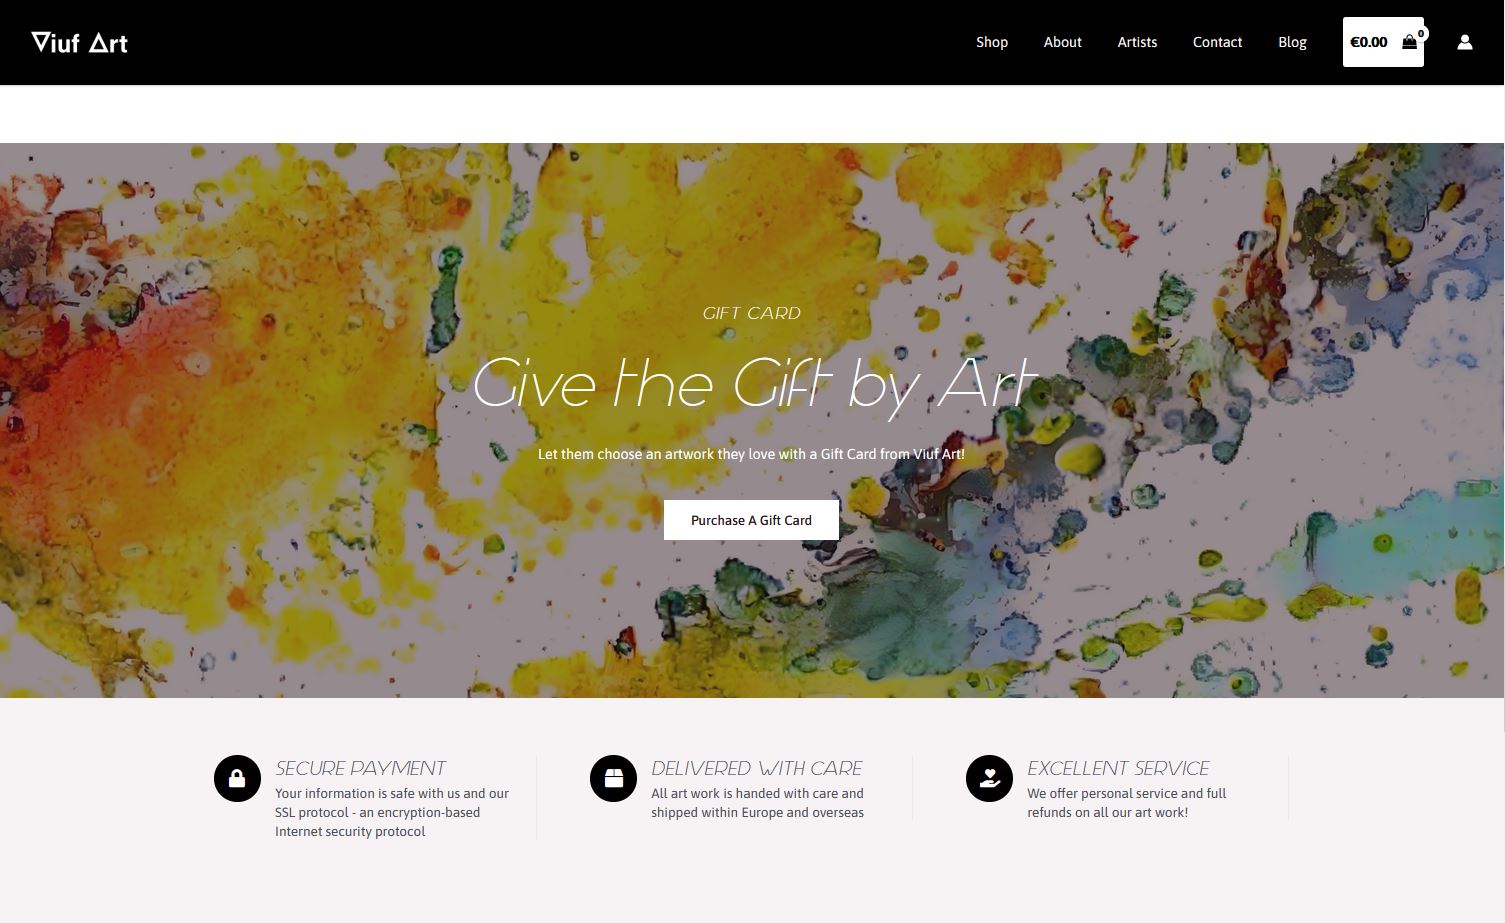 Viuf Art
Shop
About
Artists
Contact
Blog
€0.00
0
GIFT CARD
Give the Gift by Art
Let them choose an artwork they love with a Gift Card from Viuf Art!
Purchase A Gift Card
SECURE PAYMENT
Your information is safe with us and our
SSL protocol - an encryption-based
Internet security protocol
DELIVERED WITH CARE
All art work is handed with care and
shipped within Europe and overseas
EXCELLENT SERVICE
We offer personal service and full
refunds on all our art work!